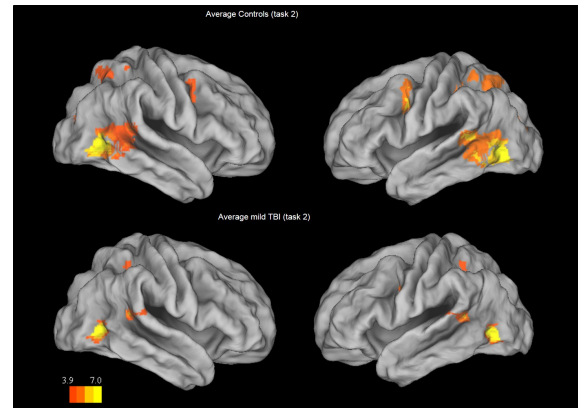 Average Controls (task 2)
Average mild TBI (task 2)
3.9 7.0